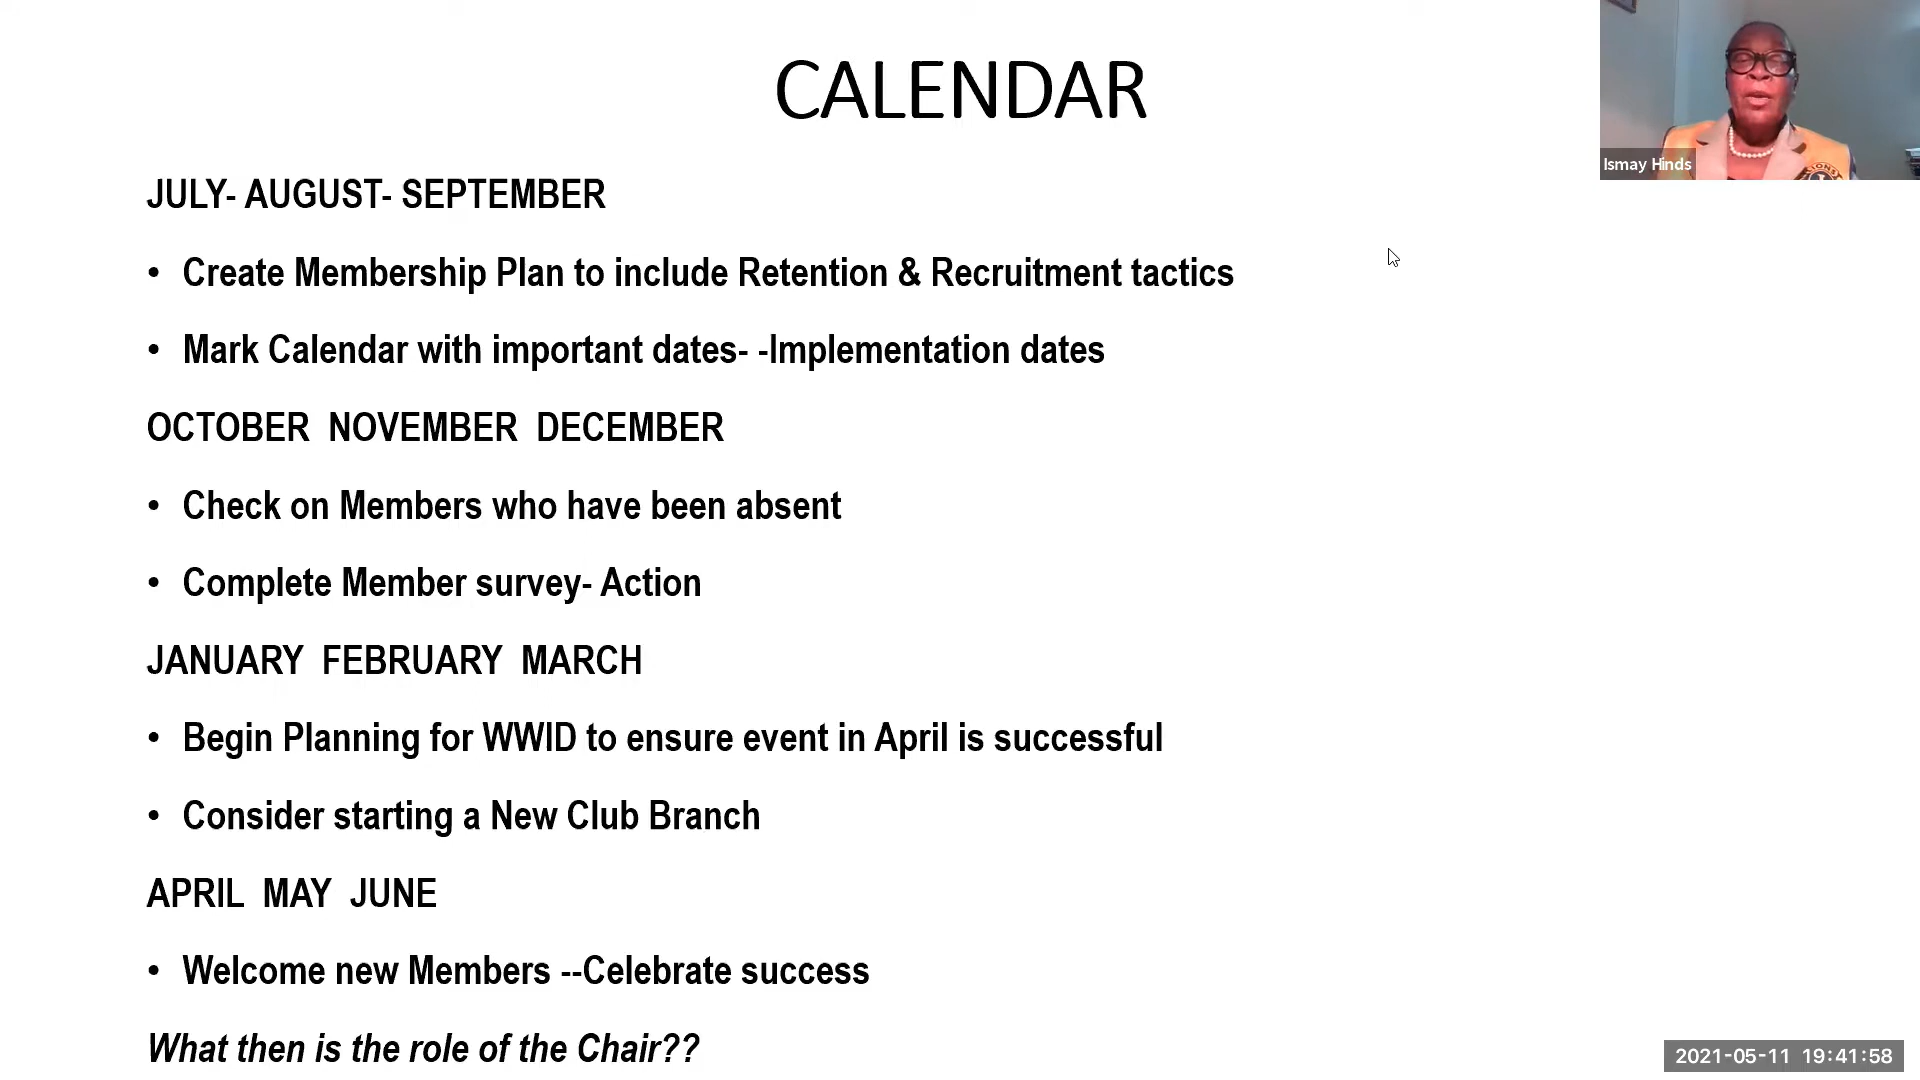 CALENDAR
Ismay Hinds
LIONS
JULY- AUGUST- SEPTEMBER
• Create Membership Plan to include Retention & Recruitment tactics
• Mark Calendar with important dates- -Implementation dates
OCTOBER NOVEMBER DECEMBER
• Check on Members who have been absent
• Complete Member survey- Action
JANUARY FEBRUARY MARCH
• Begin Planning for WWID to ensure event in April is successful
• Consider starting a New Club Branch
APRIL MAY JUNE
• Welcome new Members --Celebrate success
What then is the role of the Chair??
2021-05-11 19:41:58